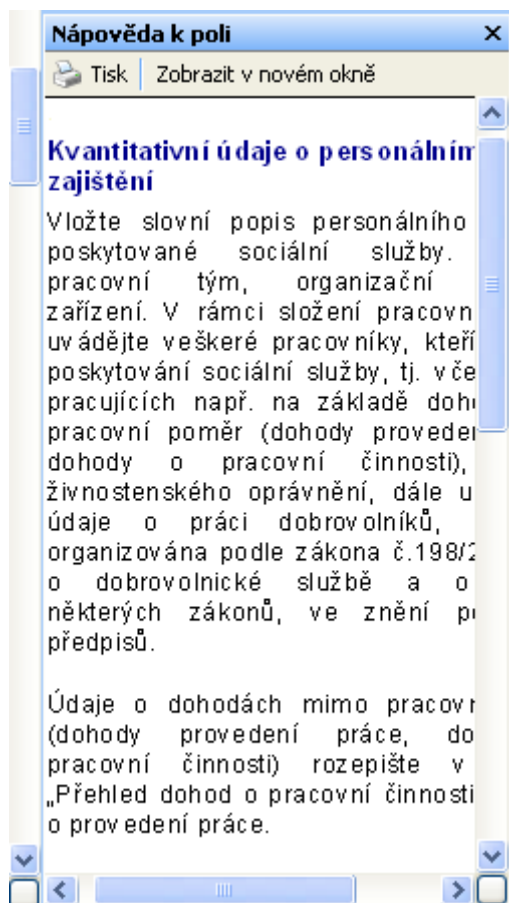 Nápověda k poli
Tisk Zobrazit v novém okně
Kvantitativní údaje o personálním
zajištění
Vložte slovní popis personálního
poskytované sociální služby.
pracovní tým, organizační
zařízení. V rámci složení pracovn
uvádějte veškeré pracovníky, kteří
poskytování sociální služby, tj. vče
pracujících např. na základě doh
pracovní poměr (dohody proveder
dohody o pracovní činnosti),
živnostenského oprávnění, dále u
údaje o práci dobrovolníků,
organizována podle zákona č.198/2
o dobrovolnické službě a o
některých zákonů, ve znění p
předpisů.
Údaje o dohodách mimo pracovn
(dohody provedení práce, do
pracovní činnosti) rozepište v
„Přehled dohod o pracovní činnosti
o provedení práce.